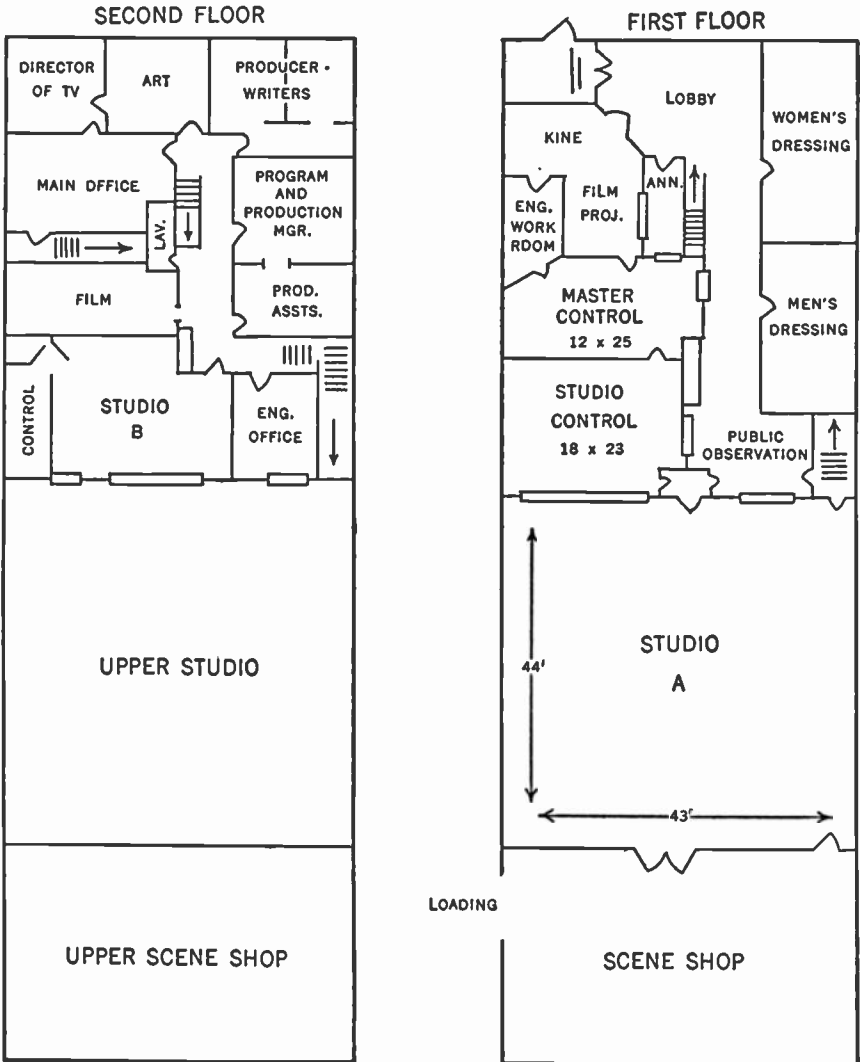 SECOND FLOOR
DIRECTOR
OF TV
ART
PRODUCER -
WRITERS
MAIN OFFICE
PROGRAM
AND
PRODUCTION
MGR.
LAV.
FILM
PROD.
ASSTS.
CONTROL
STUDIO
B
ENG.
OFFICE
UPPER STUDIO
UPPER SCENE SHOP
FIRST FLOOR
LOBBY
WOMEN'S
DRESSING
KINE
ANN.
FILM
PROJ.
ENG.
WORK
RDOM
MASTER
CONTROL
12 x 25
MEN'S
DRESSING
STUDIO
CONTROL
18 x 23
PUBLIC
OBSERVATION
STUDIO
A
44'
43'
LOADING
SCENE SHOP